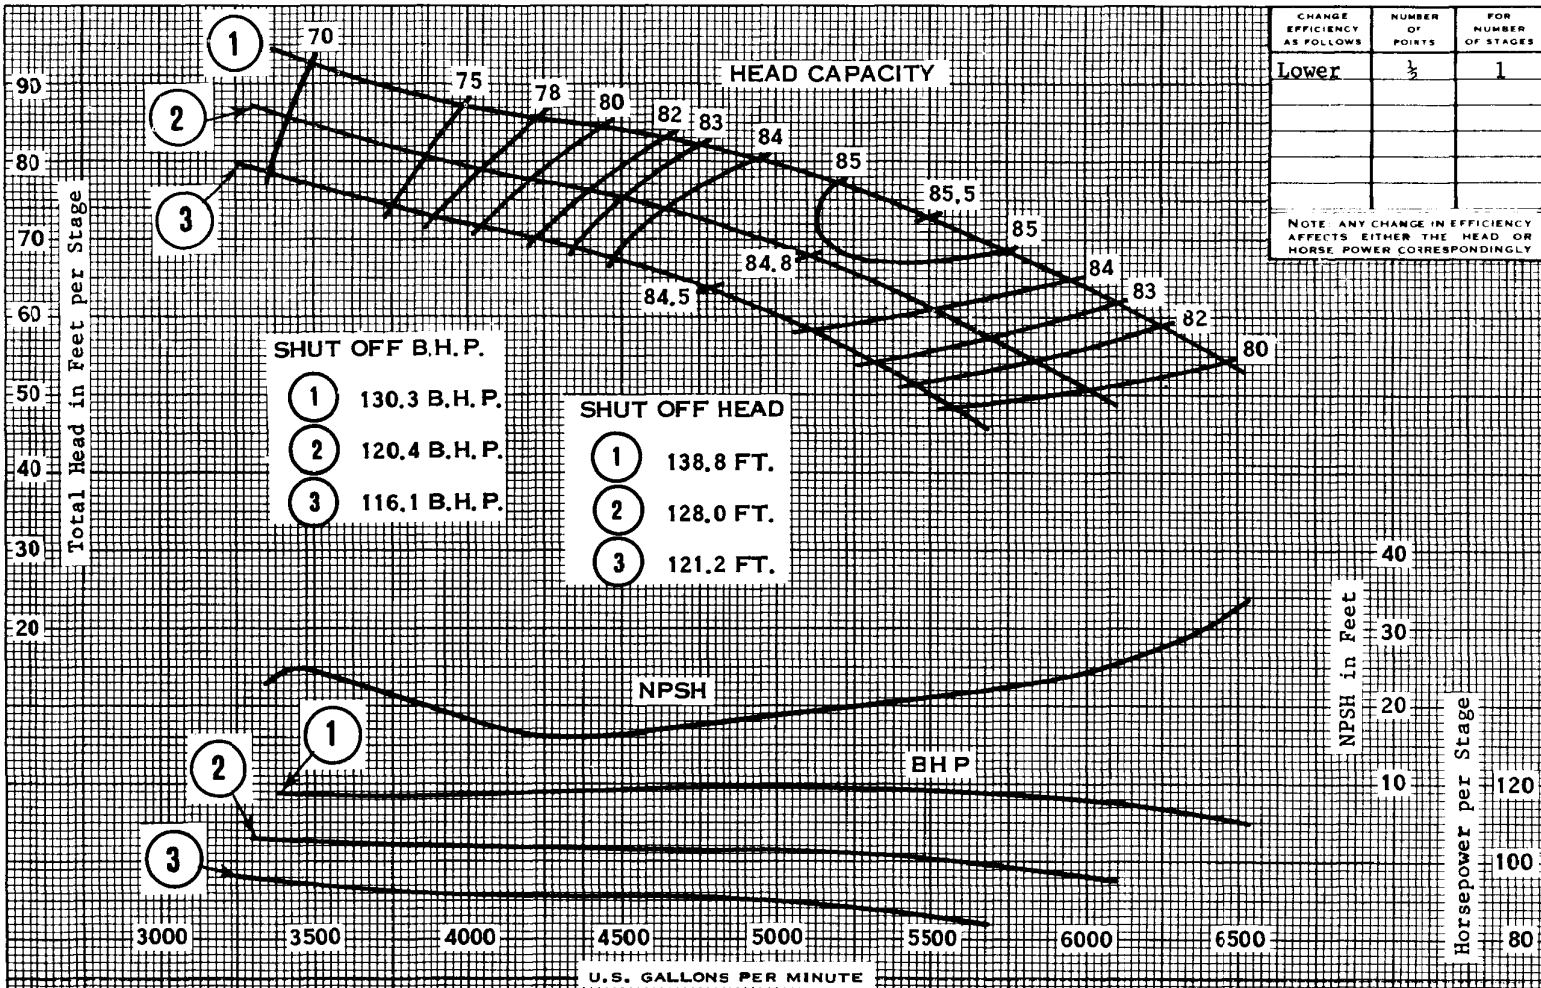 CHANGE EFFICIENCY AS FOLLOWS
NUMBER OF POINTS
FOR NUMBER OF STAGES
Lower ½ 1
NOTE: ANY CHANGE IN EFFICIENCY
AFFECTS EITHER THE HEAD OR
HORSE POWER CORRESPONDINGLY
HEAD CAPACITY
1
2
3
70
75
78
80
82
83
84
85
85.5
85
84
83
82
80
84.8
84.5
Total Head in Feet per Stage
90
80
70
60
50
40
30
20
SHUT OFF B.H.P.
1 130.3 B.H.P.
2 120.4 B.H.P.
3 116.1 B.H.P.
SHUT OFF HEAD
1 138.8 FT.
2 128.0 FT.
3 121.2 FT.
NPSH
NPSH in Feet
40
30
20
10
BHP
1
2
3
Horsepower per Stage
120
100
80
3000 3500 4000 4500 5000 5500 6000 6500
U.S. GALLONS PER MINUTE